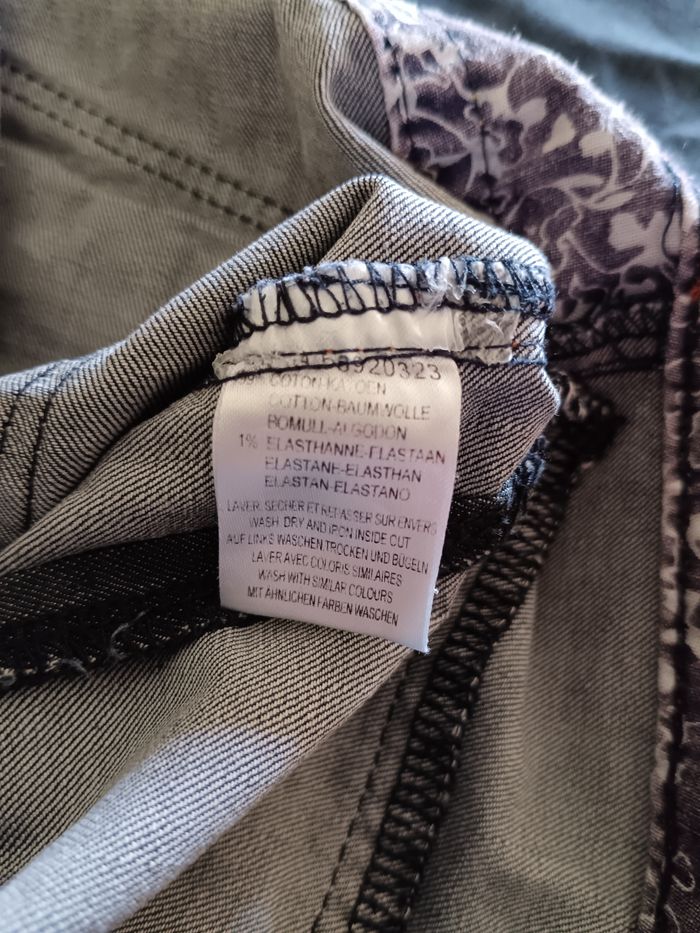 58920323
COTON-KATOEN
COTTON-BAUMWOLLE
BOMULL-ALGODON
1% ELASTHANNE-ELASTAAN
ELASTANE-ELASTHAN
ELASTAN-ELASTANO
LAVER, SECHER ET REPASSER SUR ENVERS
WASH, DRY AND IRON INSIDE OUT
AUF LINKS WASCHEN, TROCKEN UND BUGELN
LAVER AVEC COLORIS SIMILAIRES
WASH WITH SIMILAR COLOURS
MIT ÄHNLICHEN FARBEN WASCHEN